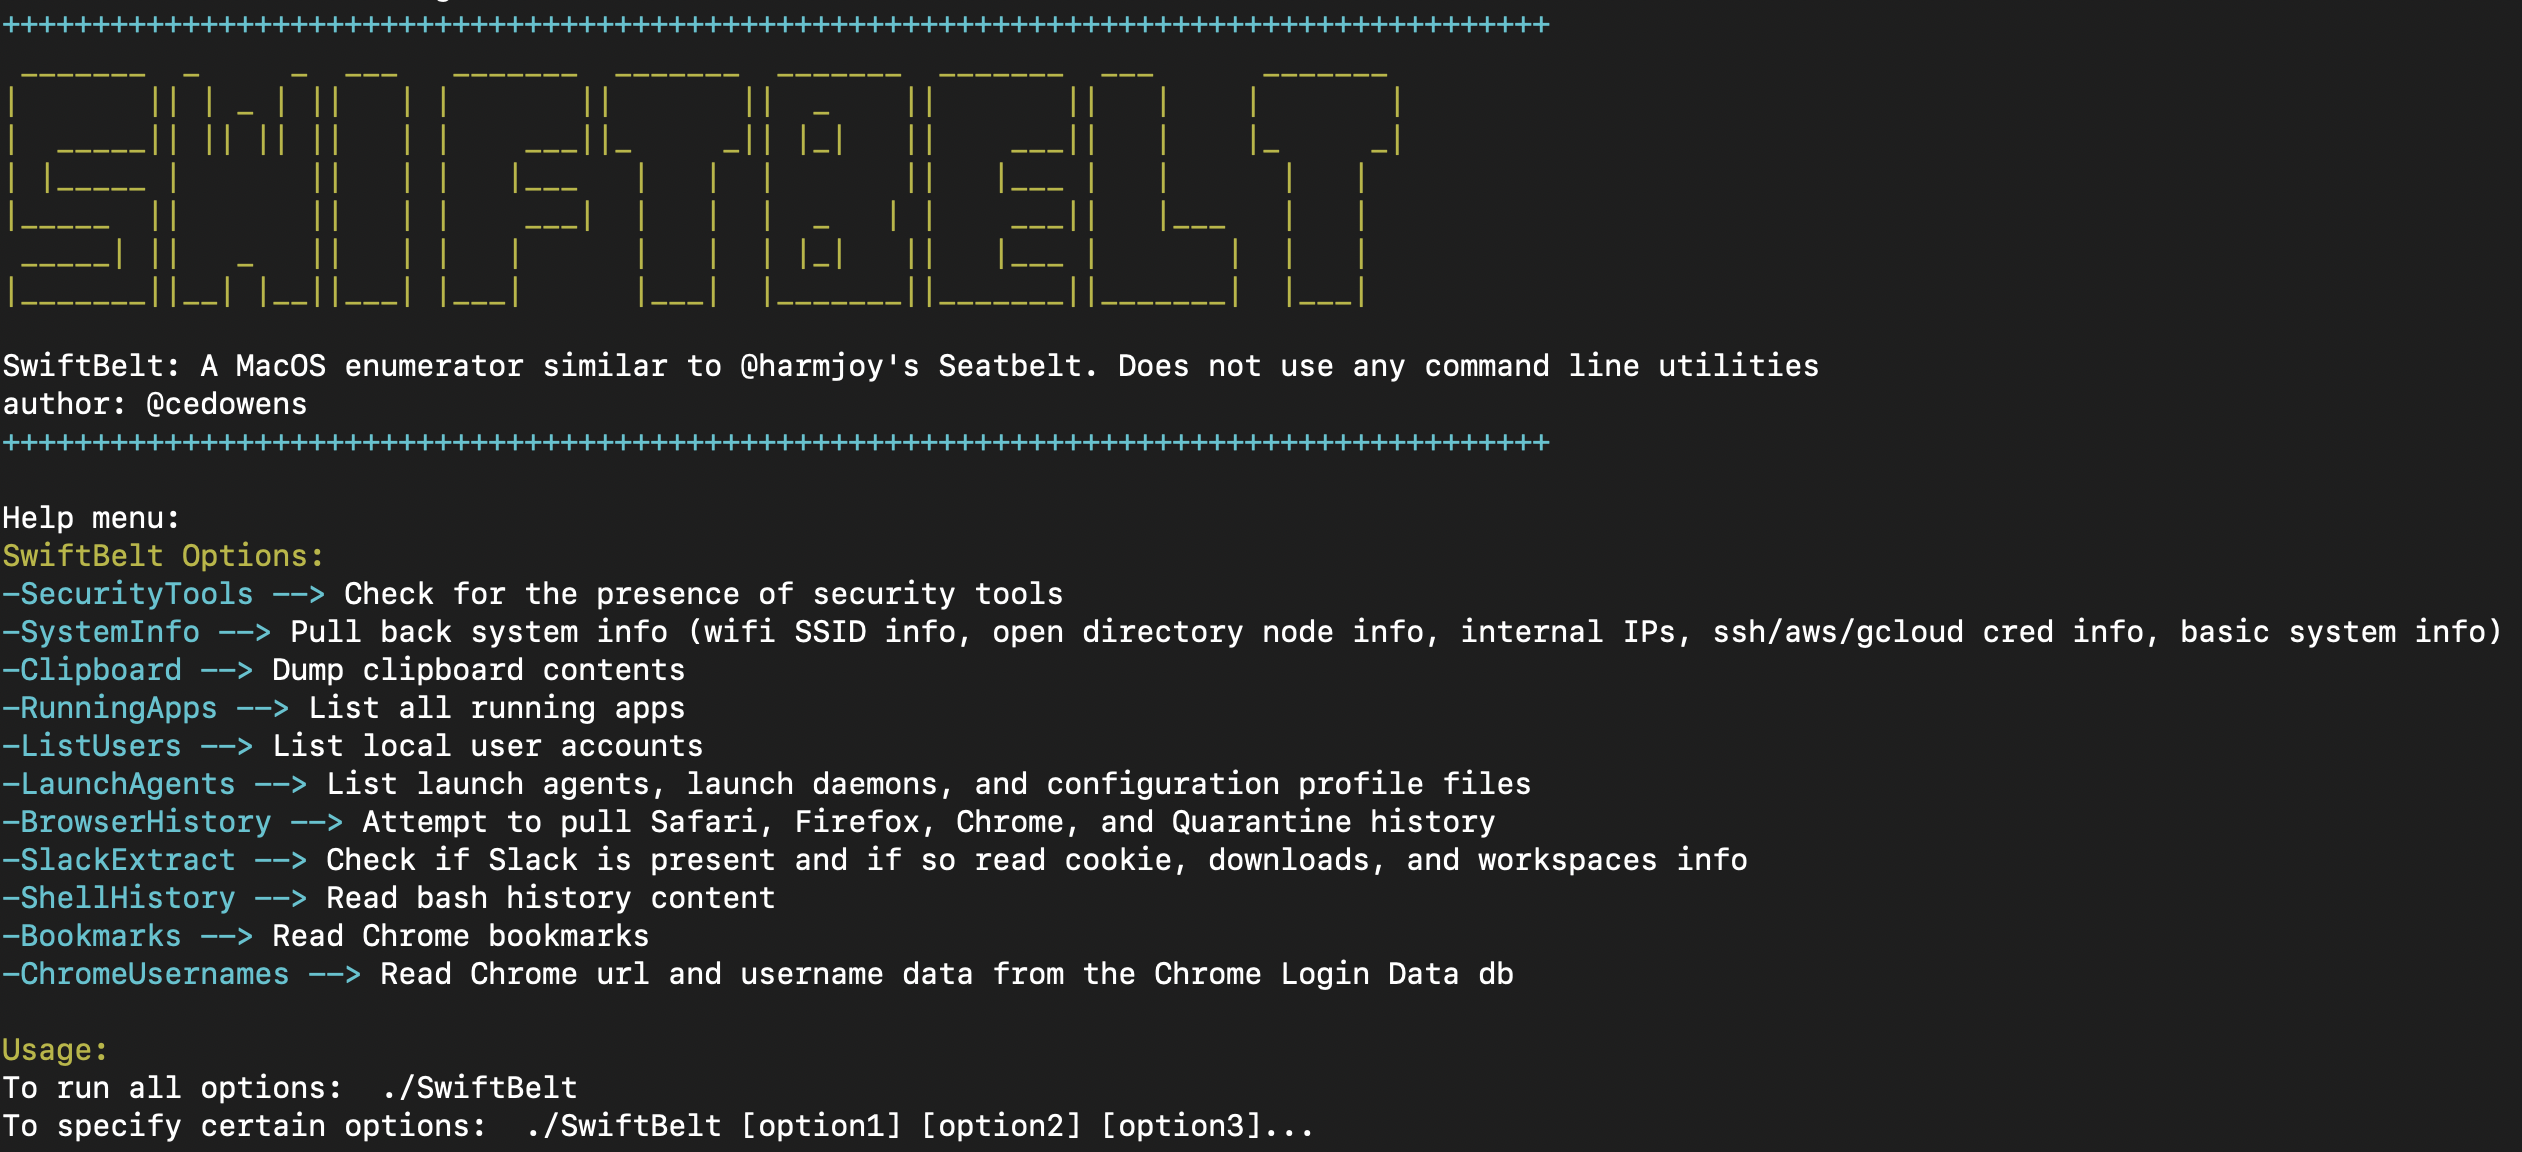 ++++++++++++++++++++++++++++++++++++++++++++++++++++++++++++++++++++++++++++++++++++++
SWIFTBELT
SwiftBelt: A MacOS enumerator similar to @harmjoy's Seatbelt. Does not use any command line utilities
author: @cedowens
++++++++++++++++++++++++++++++++++++++++++++++++++++++++++++++++++++++++++++++++++++++
Help menu:
SwiftBelt Options:
-SecurityTools --> Check for the presence of security tools
-SystemInfo --> Pull back system info (wifi SSID info, open directory node info, internal IPs, ssh/aws/gcloud cred info, basic system info)
-Clipboard --> Dump clipboard contents
-RunningApps --> List all running apps
-ListUsers --> List local user accounts
-LaunchAgents --> List launch agents, launch daemons, and configuration profile files
-BrowserHistory --> Attempt to pull Safari, Firefox, Chrome, and Quarantine history
-SlackExtract --> Check if Slack is present and if so read cookie, downloads, and workspaces info
-ShellHistory --> Read bash history content
-Bookmarks --> Read Chrome bookmarks
-ChromeUsernames --> Read Chrome url and username data from the Chrome Login Data db
Usage:
To run all options:  ./SwiftBelt
To specify certain options:  ./SwiftBelt [option1] [option2] [option3]...